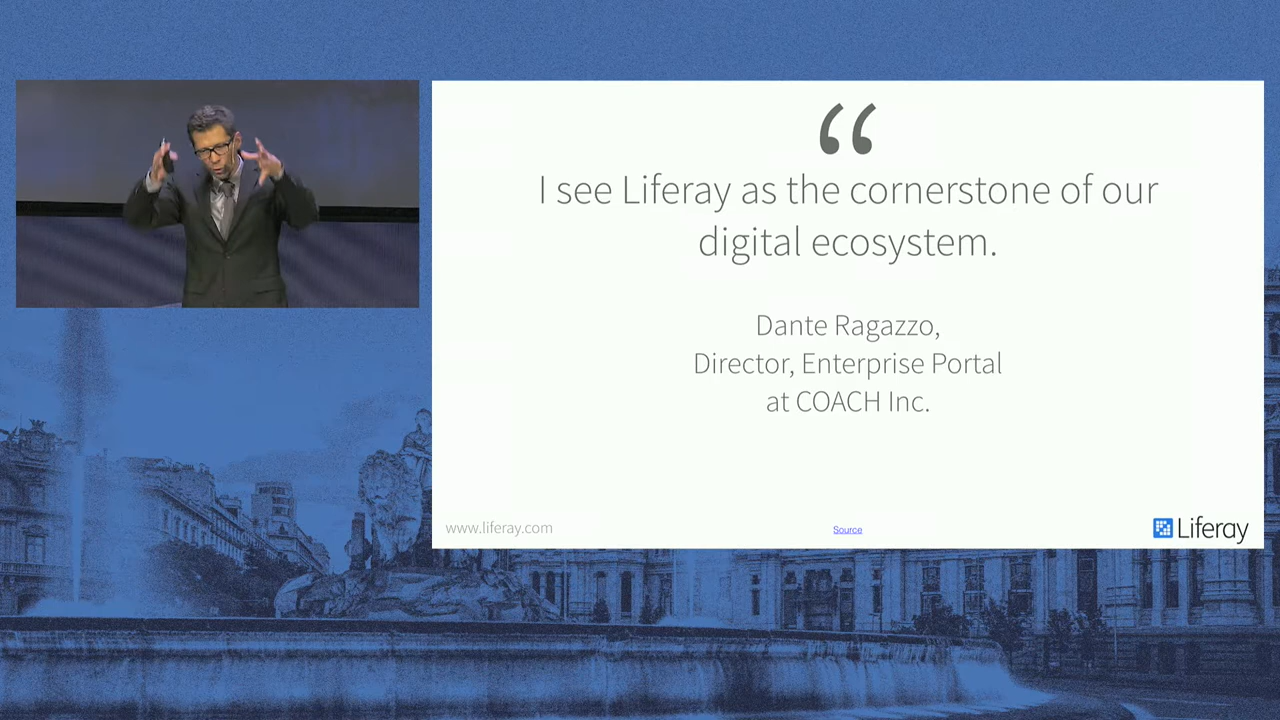 “
I see Liferay as the cornerstone of our
digital ecosystem.
Dante Ragazzo,
Director, Enterprise Portal
at COACH Inc.
www.liferay.com
Source
Liferay